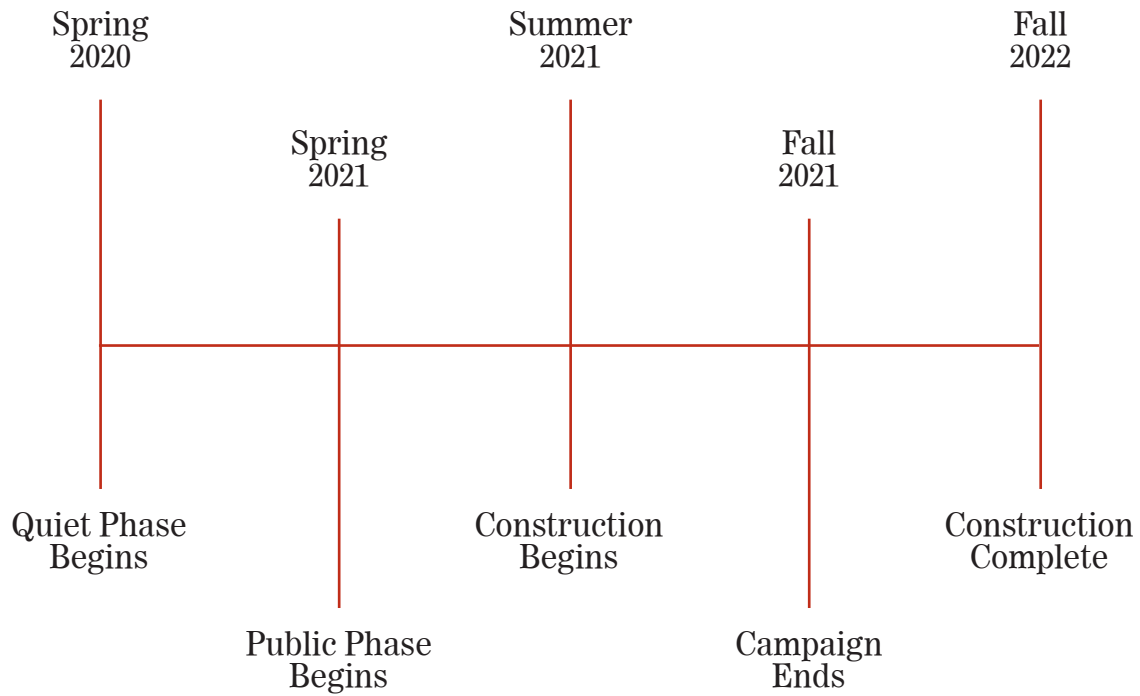 Spring
2020
Summer
2021
Fall
2022
Spring
2021
Fall
2021
Quiet Phase
Begins
Construction
Begins
Construction
Complete
Public Phase
Begins
Campaign
Ends